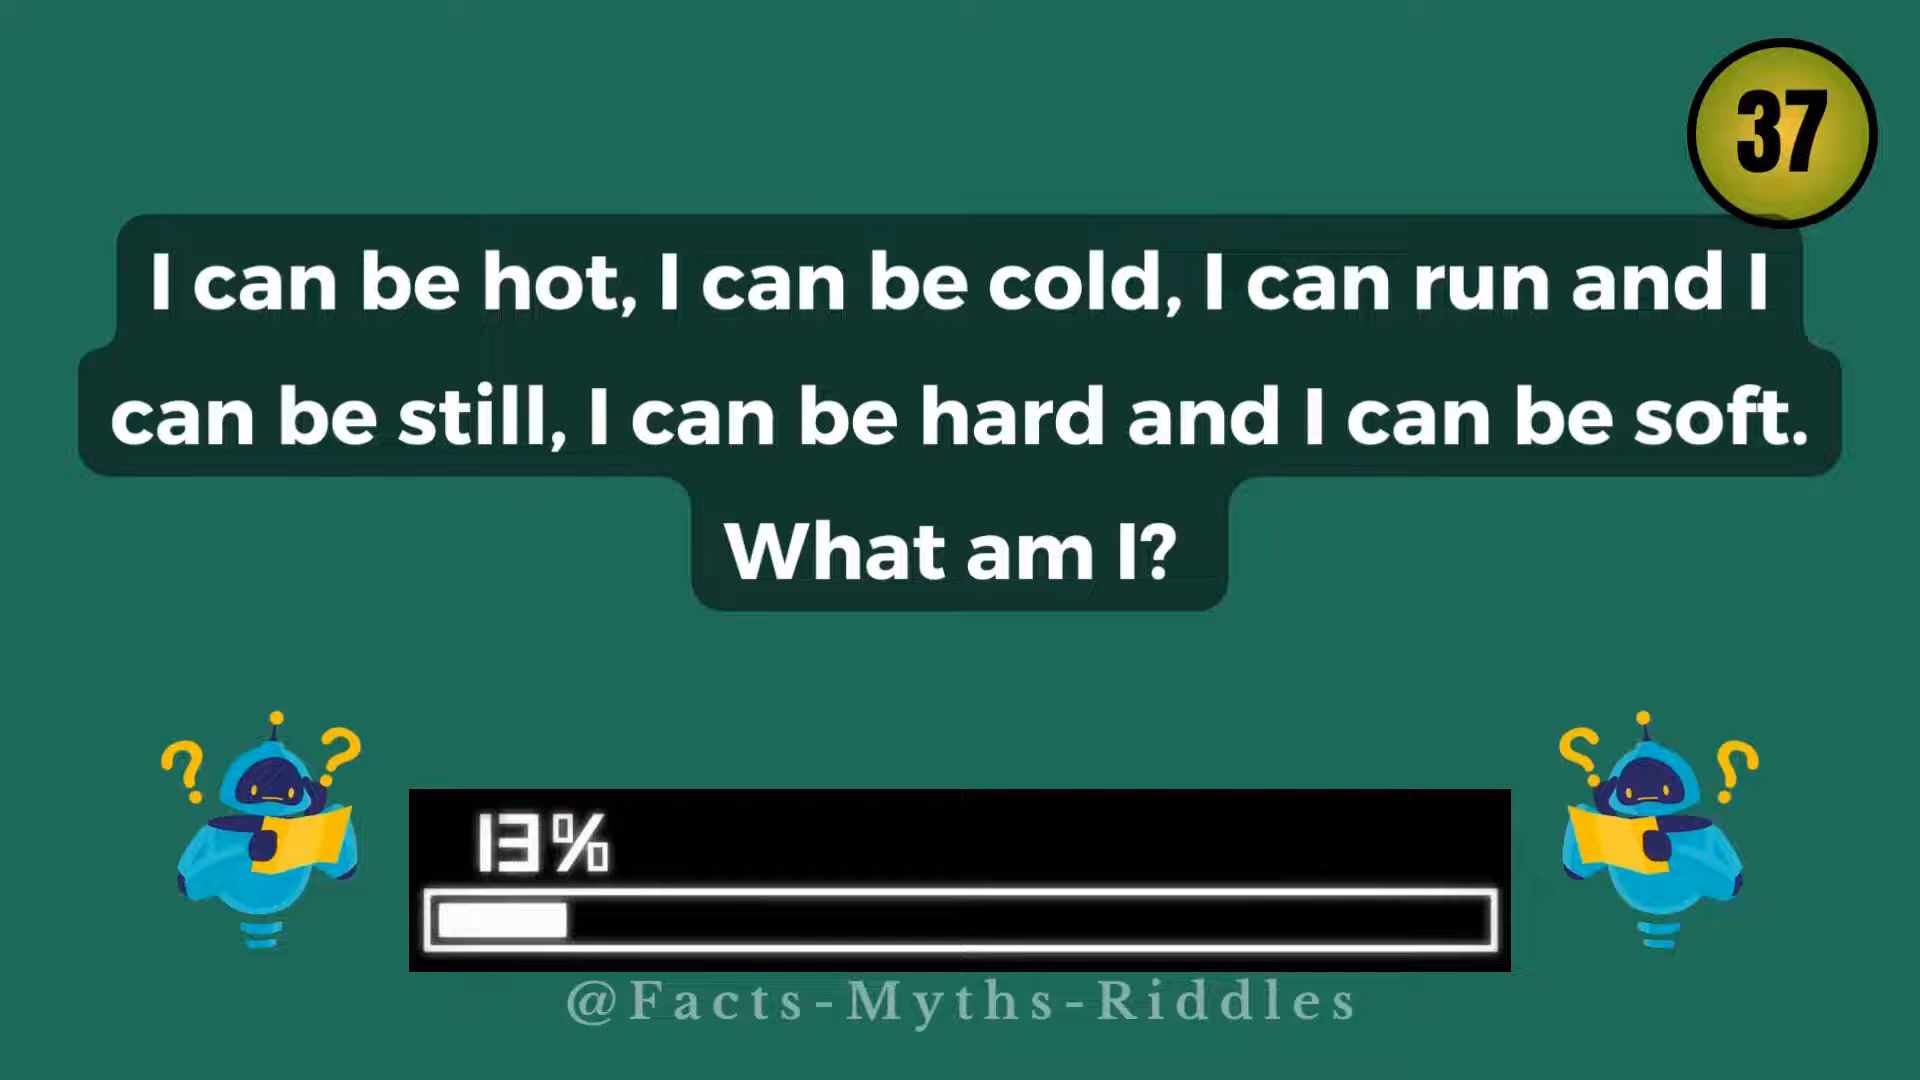 37
I can be hot, I can be cold, I can run and I
can be still, I can be hard and I can be soft.
What am I?
13%
@Facts-Myths-Riddles